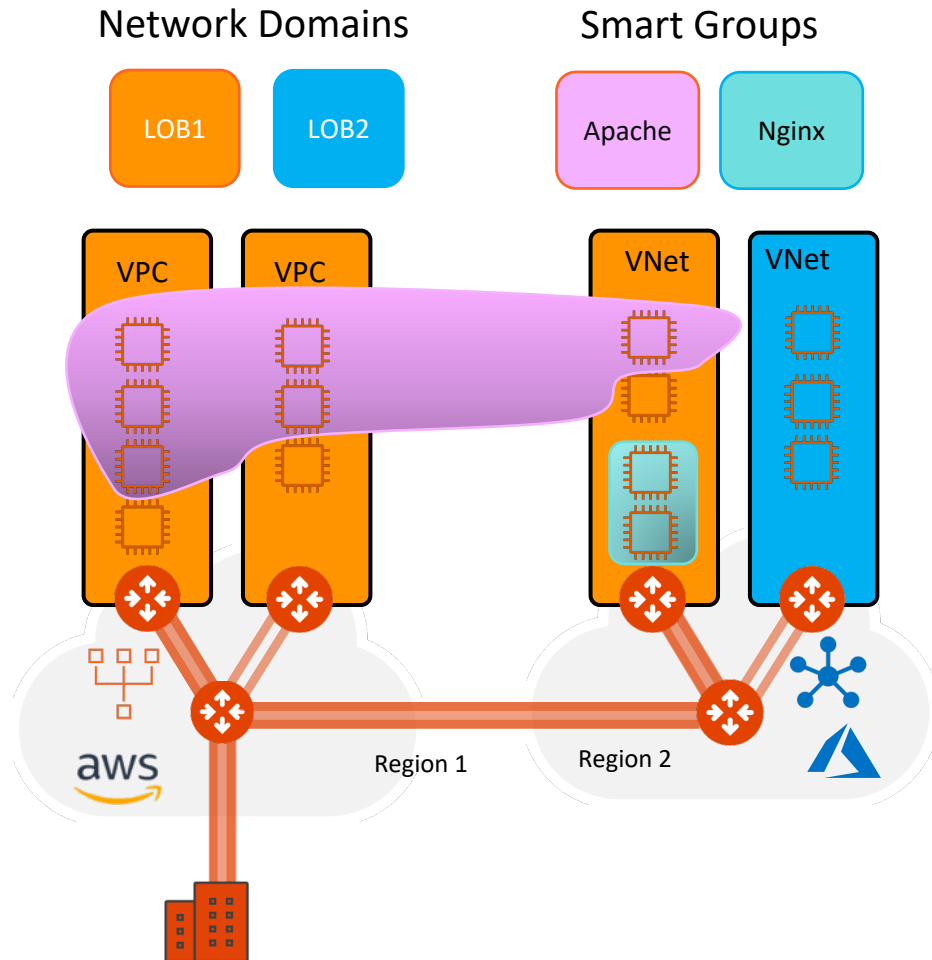 Network Domains
Smart Groups
LOB1
LOB2
Apache
Nginx
VPC
VPC
VNet
VNet
Region 1
Region 2
aws